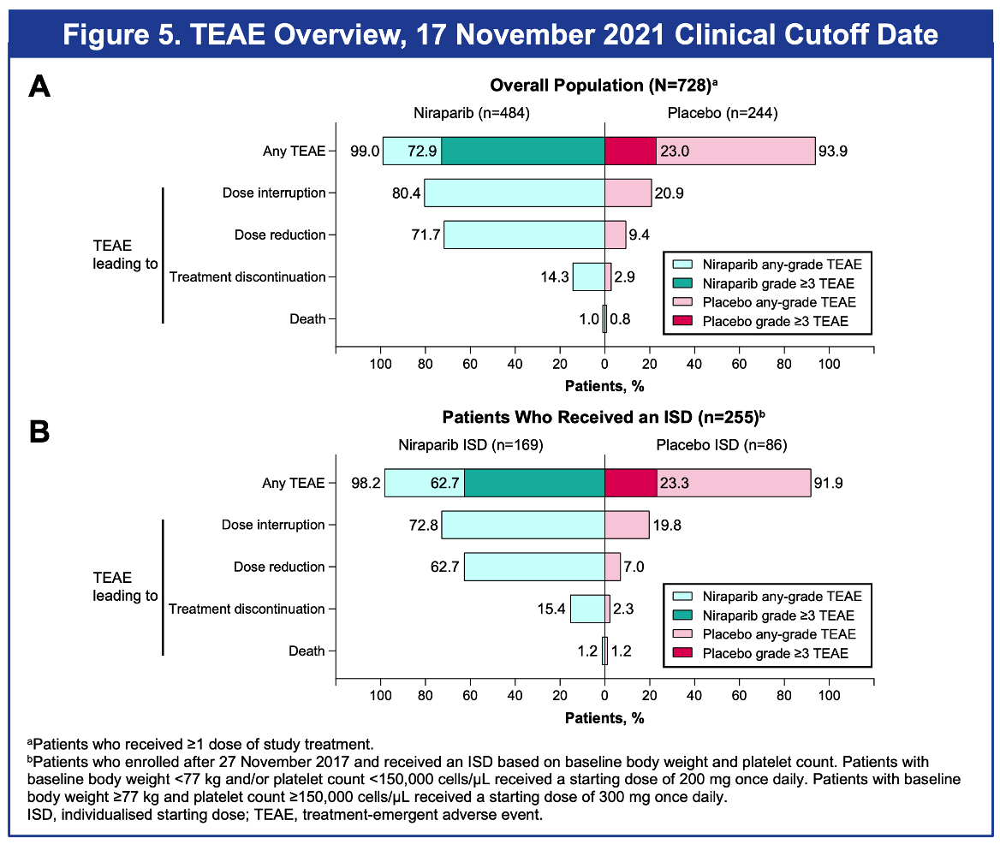 Figure 5. TEAE Overview, 17 November 2021 Clinical Cutoff Date
A
Overall Population (N=728)ᵃ
Niraparib (n=484) Placebo (n=244)
Any TEAE 99.0 72.9 23.0 93.9
Dose interruption 80.4 20.9
Dose reduction 71.7 9.4
TEAE
leading to
Treatment discontinuation 14.3 2.9
Death 1.0 0.8
Niraparib any-grade TEAE
Niraparib grade ≥3 TEAE
Placebo any-grade TEAE
Placebo grade ≥3 TEAE
100 80 60 40 20 0 20 40 60 80 100
Patients, %
B
Patients Who Received an ISD (n=255)ᵇ
Niraparib ISD (n=169) Placebo ISD (n=86)
Any TEAE 98.2 62.7 23.3 91.9
Dose interruption 72.8 19.8
Dose reduction 62.7 7.0
TEAE
leading to
Treatment discontinuation 15.4 2.3
Death 1.2 1.2
Niraparib any-grade TEAE
Niraparib grade ≥3 TEAE
Placebo any-grade TEAE
Placebo grade ≥3 TEAE
100 80 60 40 20 0 20 40 60 80 100
Patients, %
ᵃPatients who received ≥1 dose of study treatment.
ᵇPatients who enrolled after 27 November 2017 and received an ISD based on baseline body weight and platelet count. Patients with
baseline body weight <77 kg and/or platelet count <150,000 cells/μL received a starting dose of 200 mg once daily. Patients with baseline
body weight ≥77 kg and platelet count ≥150,000 cells/μL received a starting dose of 300 mg once daily.
ISD, individualised starting dose; TEAE, treatment-emergent adverse event.